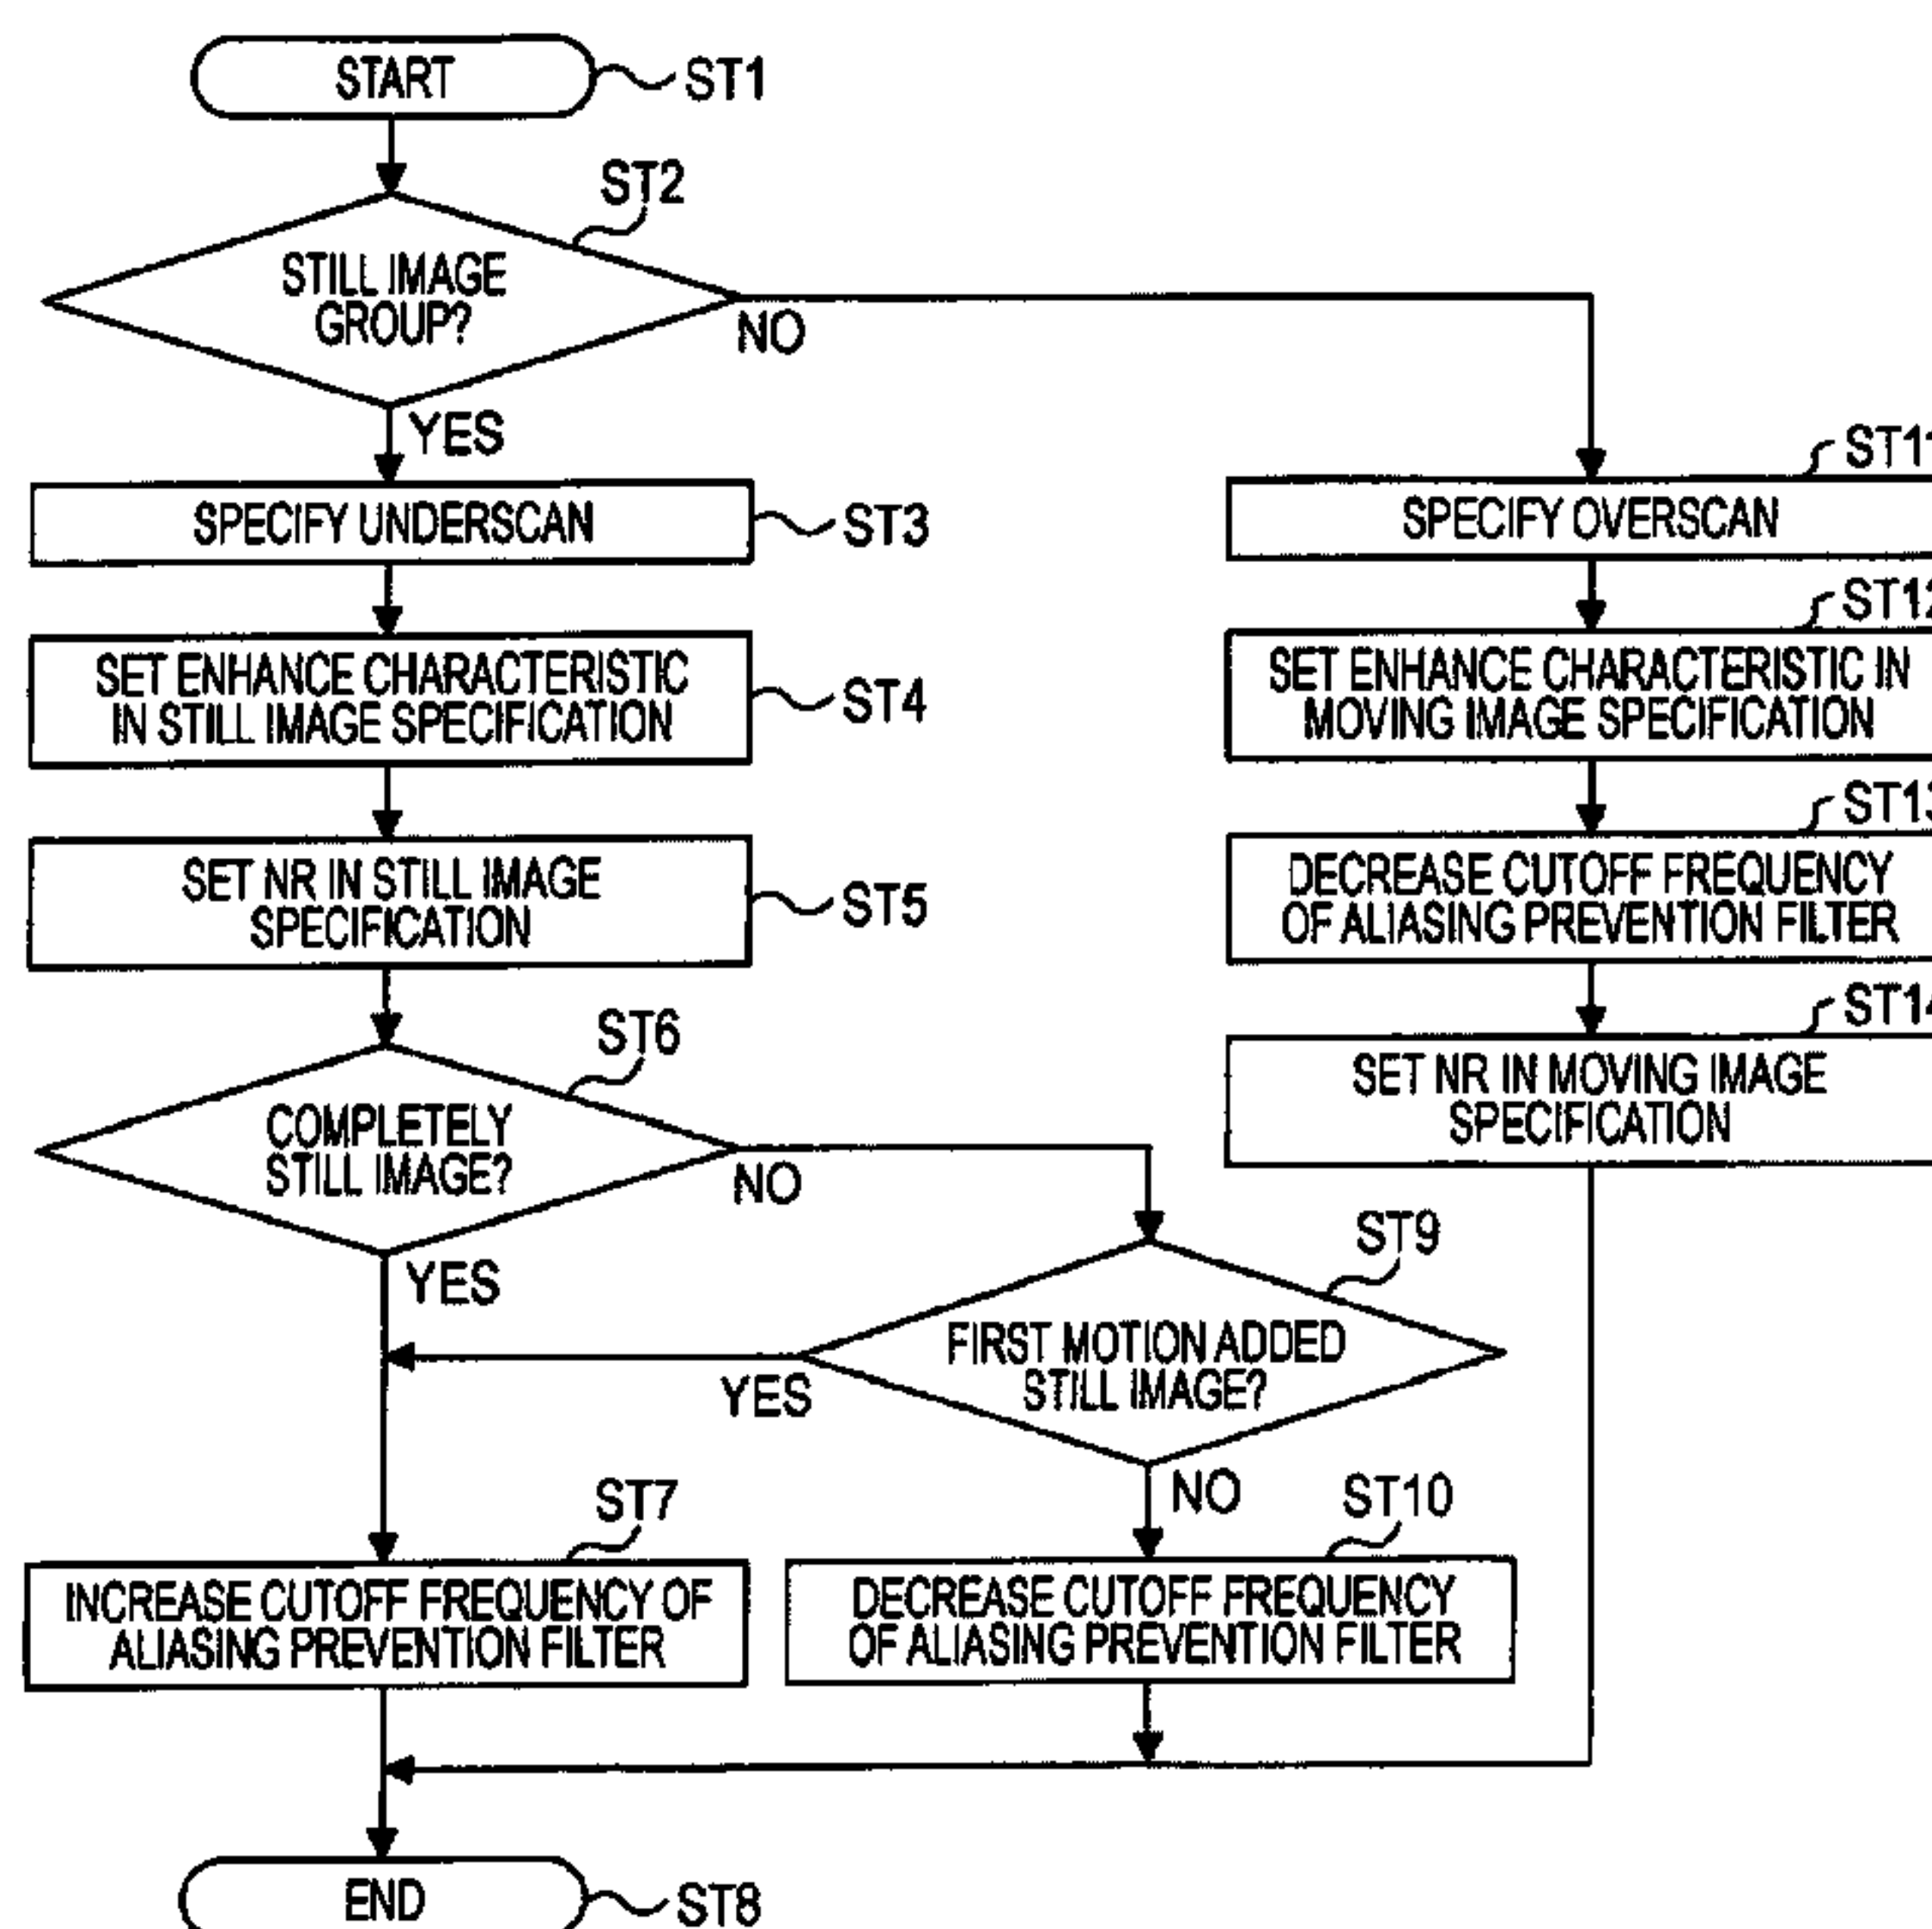 START
ST1
ST2
STILL IMAGE
GROUP?
NO
YES
SPECIFY UNDERSCAN
ST3
SET ENHANCE CHARACTERISTIC
IN STILL IMAGE SPECIFICATION
ST4
SET NR IN STILL IMAGE
SPECIFICATION
ST5
ST6
COMPLETELY
STILL IMAGE?
NO
YES
ST9
FIRST MOTION ADDED
STILL IMAGE?
YES
NO
ST7
INCREASE CUTOFF FREQUENCY OF
ALIASING PREVENTION FILTER
ST10
DECREASE CUTOFF FREQUENCY
OF ALIASING PREVENTION FILTER
ST11
SPECIFY OVERSCAN
ST12
SET ENHANCE CHARACTERISTIC IN
MOVING IMAGE SPECIFICATION
ST13
DECREASE CUTOFF FREQUENCY
OF ALIASING PREVENTION FILTER
ST14
SET NR IN MOVING IMAGE
SPECIFICATION
END
ST8